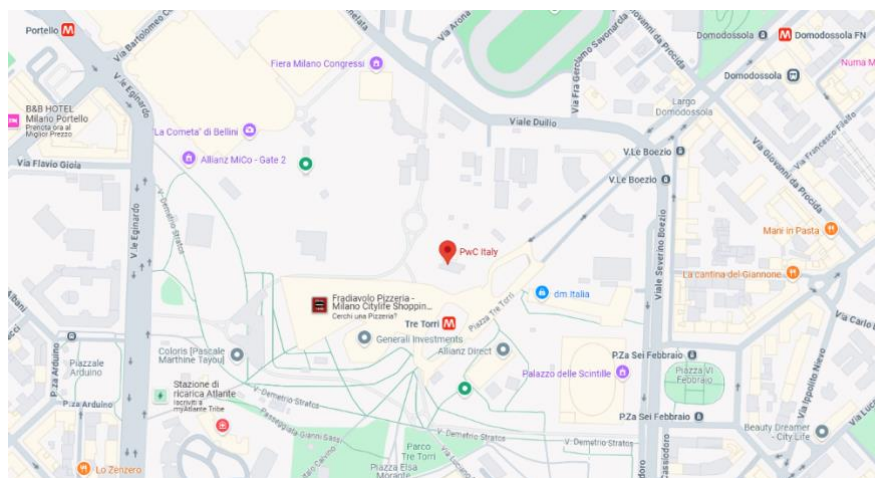 Portello
Via Bartolomeo Co
V.le Eginardo
Fiera Milano Congressi
Via Arona
Via Fra Gerolamo Savonarola
Giovanni da Procida
Domodossola
Domodossola FN
Domodossola
Numa M
Largo
Domodossola
B&B HOTEL
Milano Portello
Prenota ora al
Miglior Prezzo
"La Cometa" di Bellini
Allianz MiCo - Gate 2
Via Flavio Gioia
Viale Duilio
V.Le Boezio
V.Le Boezio
Via Francesco Filelfo
Via Giovanni da Procida
V. Demetrio Stratos
V.le Eginardo
PwC Italy
Viale Severino Boezio
Mani in Pasta
La cantina del Giannone
Fradiavolo Pizzeria -
Milano Citylife Shoppin...
Cerchi una Pizzeria?
dm Italia
Tre Torri
Piazza Tre Torri
Generali Investments
Allianz Direct
Albani
Via Carlo
Coloris [Pascale
Marthine Tayou]
P.Za Sei Febbraio
Piazza VI
Febbraio
Via Ippolito Nievo
P.za Arduino
Piazzale
Arduino
Palazzo delle Scintille
Stazione di
ricarica Atlante
Iscriviti a
myAtlante Tribe
V. Demetrio Stratos
P.za Arduino
P.Za Sei Febbraio
Passeggiata Gianni Sassi
V. Demetrio Stratos
V. Demetrio Stratos
Beauty Dreamer
- City Life
Parco
Tre Torri
Piazza Elsa
Morante
Lo Zenzero